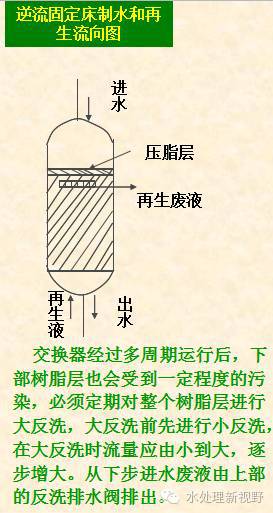 逆流固定床制水和再
生流向图
进
水
压脂层
再生废液
再
生
液
出
水
交换器经过多周期运行后，下
部树脂层也会受到一定程度的污
染，必须定期对整个树脂层进行
大反洗，大反洗前先进行小反洗，
在大反洗时流量应由小到大，逐
步增大。从下步进水废液由上部
的反洗排水阀排出。
水处理新视野